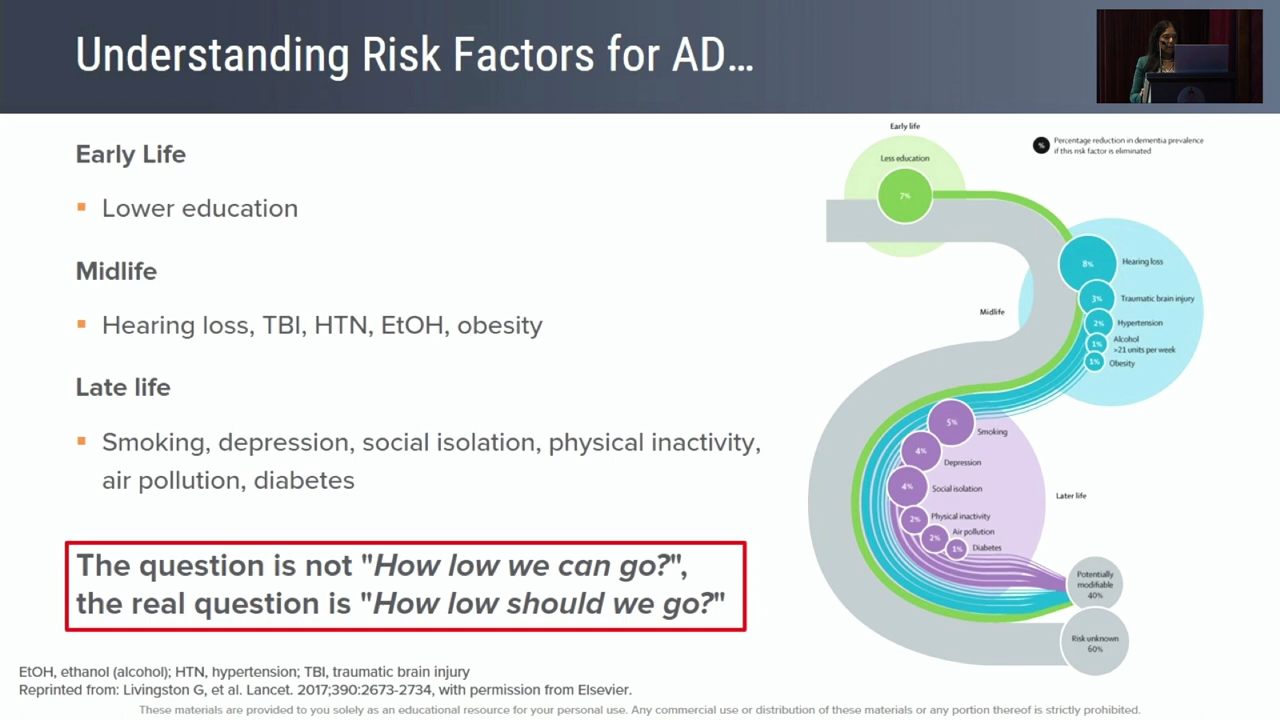 Understanding Risk Factors for AD...
Early Life
▪ Lower education
Midlife
▪ Hearing loss, TBI, HTN, EtOH, obesity
Late life
▪ Smoking, depression, social isolation, physical inactivity,
air pollution, diabetes
The question is not "How low we can go?",
the real question is "How low should we go?"
Early life
Less education
7%
% Percentage reduction in dementia prevalence
if this risk factor is eliminated
8% Hearing loss
3% Traumatic brain injury
Midlife
2% Hypertension
1% Alcohol
>21 units per week
1% Obesity
5% Smoking
4% Depression
4% Social isolation
Later life
2% Physical inactivity
2% Air pollution
1% Diabetes
Potentially
modifiable
40%
Risk unknown
60%
EtOH, ethanol (alcohol); HTN, hypertension; TBI, traumatic brain injury
Reprinted from: Livingston G, et al. Lancet. 2017;390:2673-2734, with permission from Elsevier.
These materials are provided to you solely as an educational resource for your personal use. Any commercial use or distribution of these materials or any portion thereof is strictly prohibited.